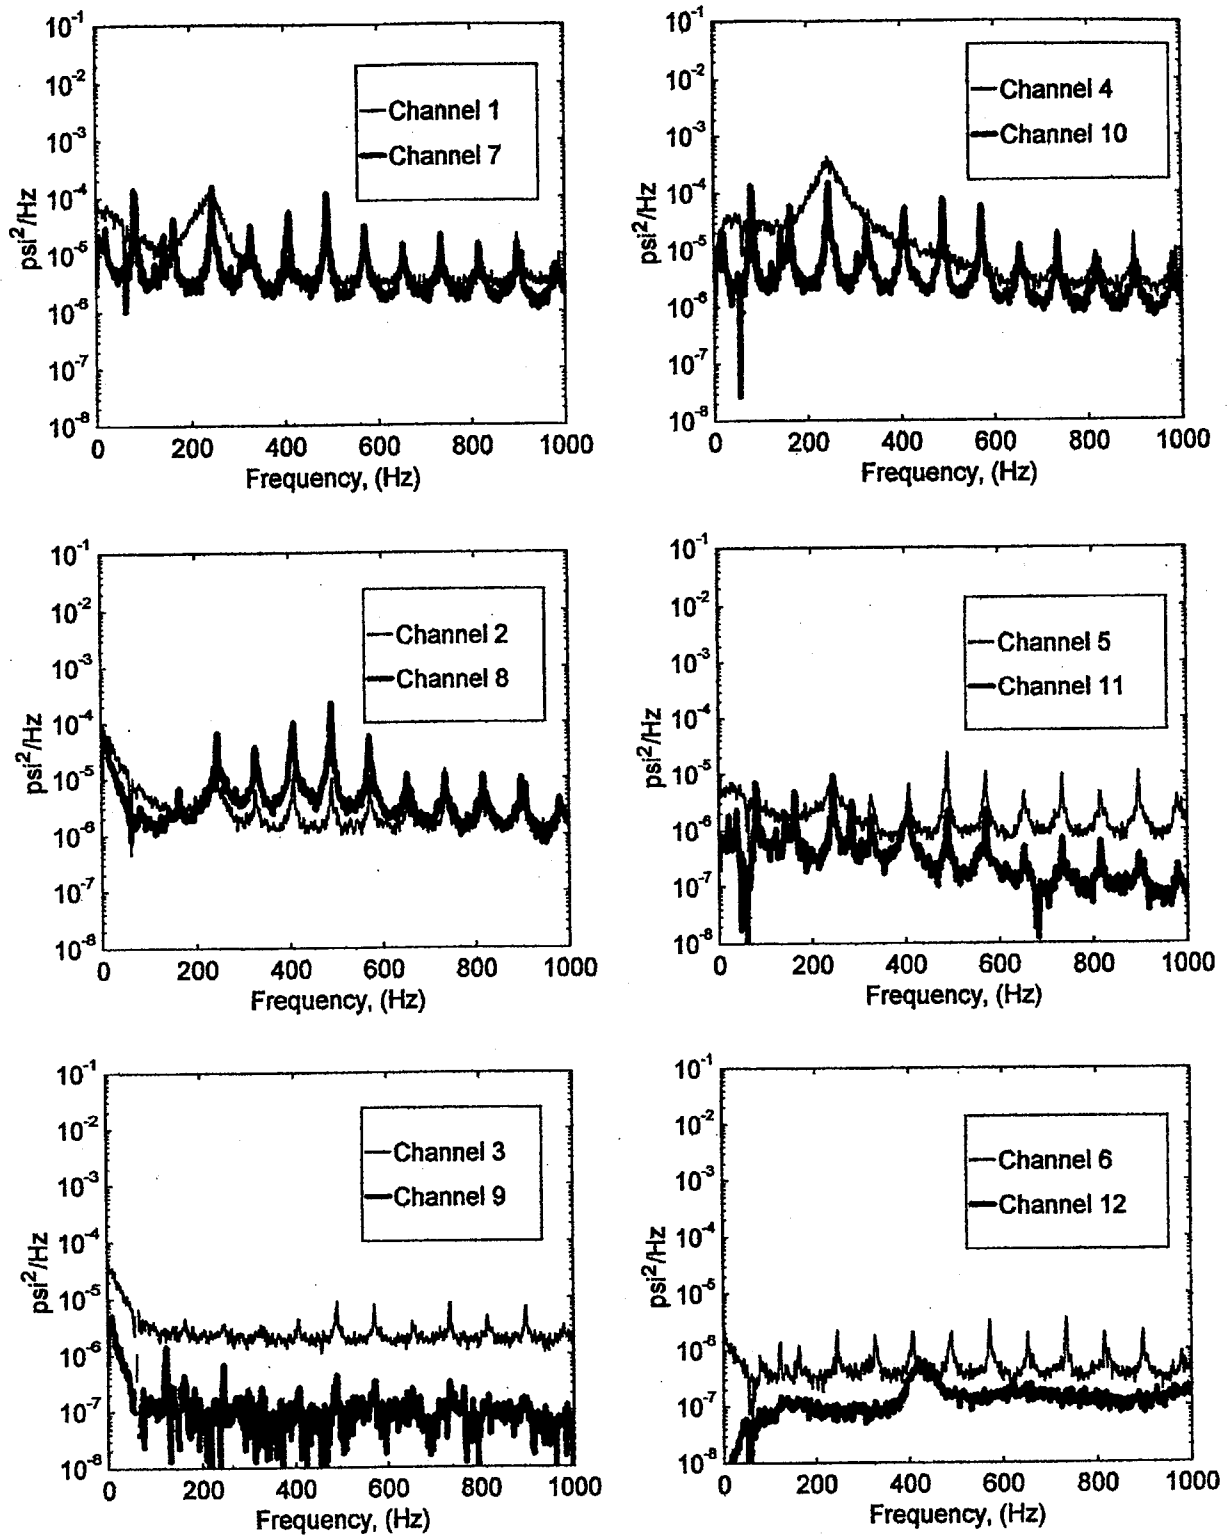 10^-1
10^-2
10^-3
10^-4
10^-5
10^-6
10^-7
10^-8
psi^2/Hz
Channel 1
Channel 7
0 200 400 600 800 1000
Frequency, (Hz)
10^-1
10^-2
10^-3
10^-4
10^-5
10^-6
10^-7
10^-8
psi^2/Hz
Channel 4
Channel 10
0 200 400 600 800 1000
Frequency, (Hz)
10^-1
10^-2
10^-3
10^-4
10^-5
10^-6
10^-7
10^-8
psi^2/Hz
Channel 2
Channel 8
0 200 400 600 800 1000
Frequency, (Hz)
10^-1
10^-2
10^-3
10^-4
10^-5
10^-6
10^-7
10^-8
psi^2/Hz
Channel 5
Channel 11
0 200 400 600 800 1000
Frequency, (Hz)
10^-1
10^-2
10^-3
10^-4
10^-5
10^-6
10^-7
10^-8
psi^2/Hz
Channel 3
Channel 9
0 200 400 600 800 1000
Frequency, (Hz)
10^-1
10^-2
10^-3
10^-4
10^-5
10^-6
10^-7
10^-8
psi^2/Hz
Channel 6
Channel 12
0 200 400 600 800 1000
Frequency, (Hz)